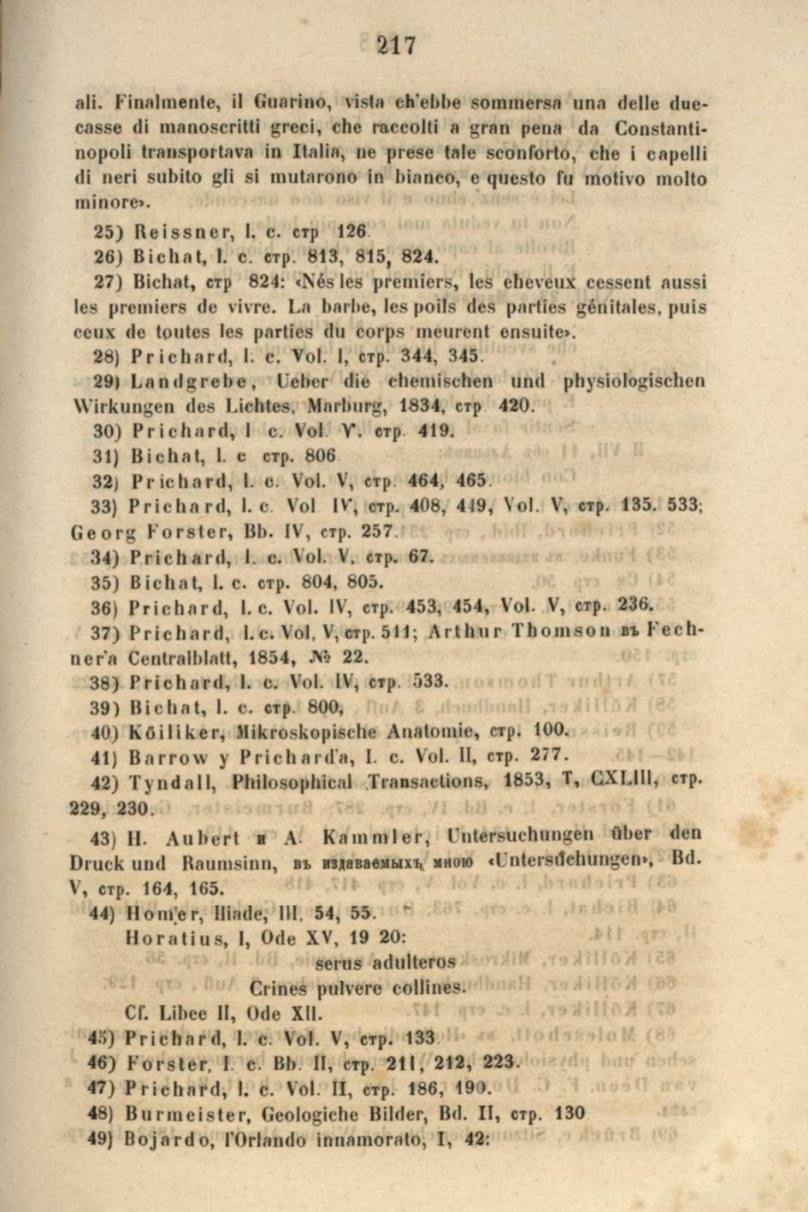 217
ali. Finalmente, il Guarino, vista ch'ebbe sommersa una delle due-
casse di manoscritti greci, che raccolti a gran pena da Constanti-
nopoli transportava in Italia, ne prese tale sconforto, che i capelli
di neri subito gli si mutarono in bianco, e questo fu motivo molto
minore».
25) Reissner, l. c. стр 126
26) Bichat, l. c. стр. 813, 815, 824.
27) Bichat, стр 824: «Nés les premiers, les cheveux cessent aussi
les premiers de vivre. La barbe, les poils des parties génitales, puis
ceux de toutes les parties du corps meurent ensuite».
28) Prichard, l. c. Vol. I, стр. 344, 345.
29) Landgrebe, Ueber die chemischen und physiologischen
Wirkungen des Lichtes, Marburg, 1834, стр 420.
30) Prichard, l c. Vol. V. стр. 419.
31) Bichat, l. c стр. 806
32) Prichard, l. c. Vol. V, стр. 464, 465.
33) Prichard, l. c. Vol IV, стр. 408, 419, Vol. V, стр. 135. 533;
Georg Forster, Bb. IV, стр. 257.
34) Prichard, l. c. Vol. V. стр. 67.
35) Bichat, l. c. стр. 804, 805.
36) Prichard, l. c. Vol. IV, стр. 453, 454, Vol. V, стр. 236.
37) Prichard, l. c. Vol. V, стр. 511; Arthur Thomson въ Fech-
ner'a Centralblatt, 1854, № 22.
38) Prichard, l. c. Vol. IV, стр. 533.
39) Bichat, l. c. стр. 800,
40) Köiliker, Mikroskopische Anatomie, стр. 100.
41) Barrow у Prichard'a, I. c. Vol. II, стр. 277.
42) Tyndall, Philosophical Transactions, 1853, T, CXLIII, стр.
229, 230.
43) H. Aubert и A. Kammler, Untersuchungen über den
Druck und Raumsinn, въ издаваемыхъ мною «Untersuchungen», Bd.
V, стр. 164, 165.
44) Homer, Iliade, III, 54, 55.
Horatius, I, Ode XV, 19 20:
serus adulteros
Crines pulvere collines.
Cf. Libce II, Ode XII.
45) Prichard, l. c. Vol. V, стр. 133
46) Forster, I. c. Bb. II, стр. 211, 212, 223.
47) Prichard, l. c. Vol. II, стр. 186, 190.
48) Burmeister, Geologiche Bilder, Bd. II, стр. 130
49) Bojardo, l'Orlando innamorato, I, 42: